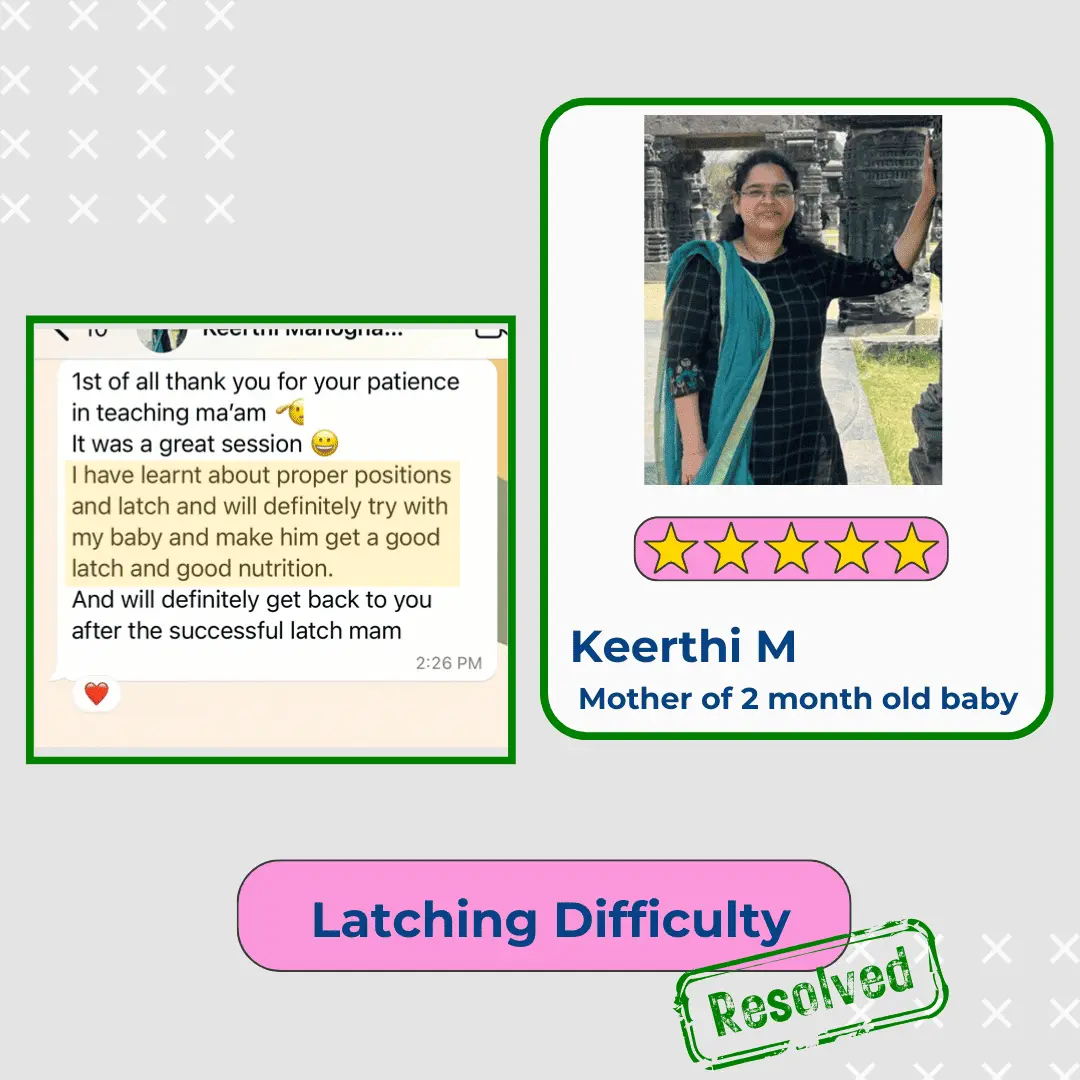 1st of all thank you for your patience
in teaching ma'am 🫡
It was a great session 😀
I have learnt about proper positions
and latch and will definitely try with
my baby and make him get a good
latch and good nutrition.
And will definitely get back to you
after the successful latch mam
2:26 PM
❤️
Keerthi M
Mother of 2 month old baby
Latching Difficulty
Resolved